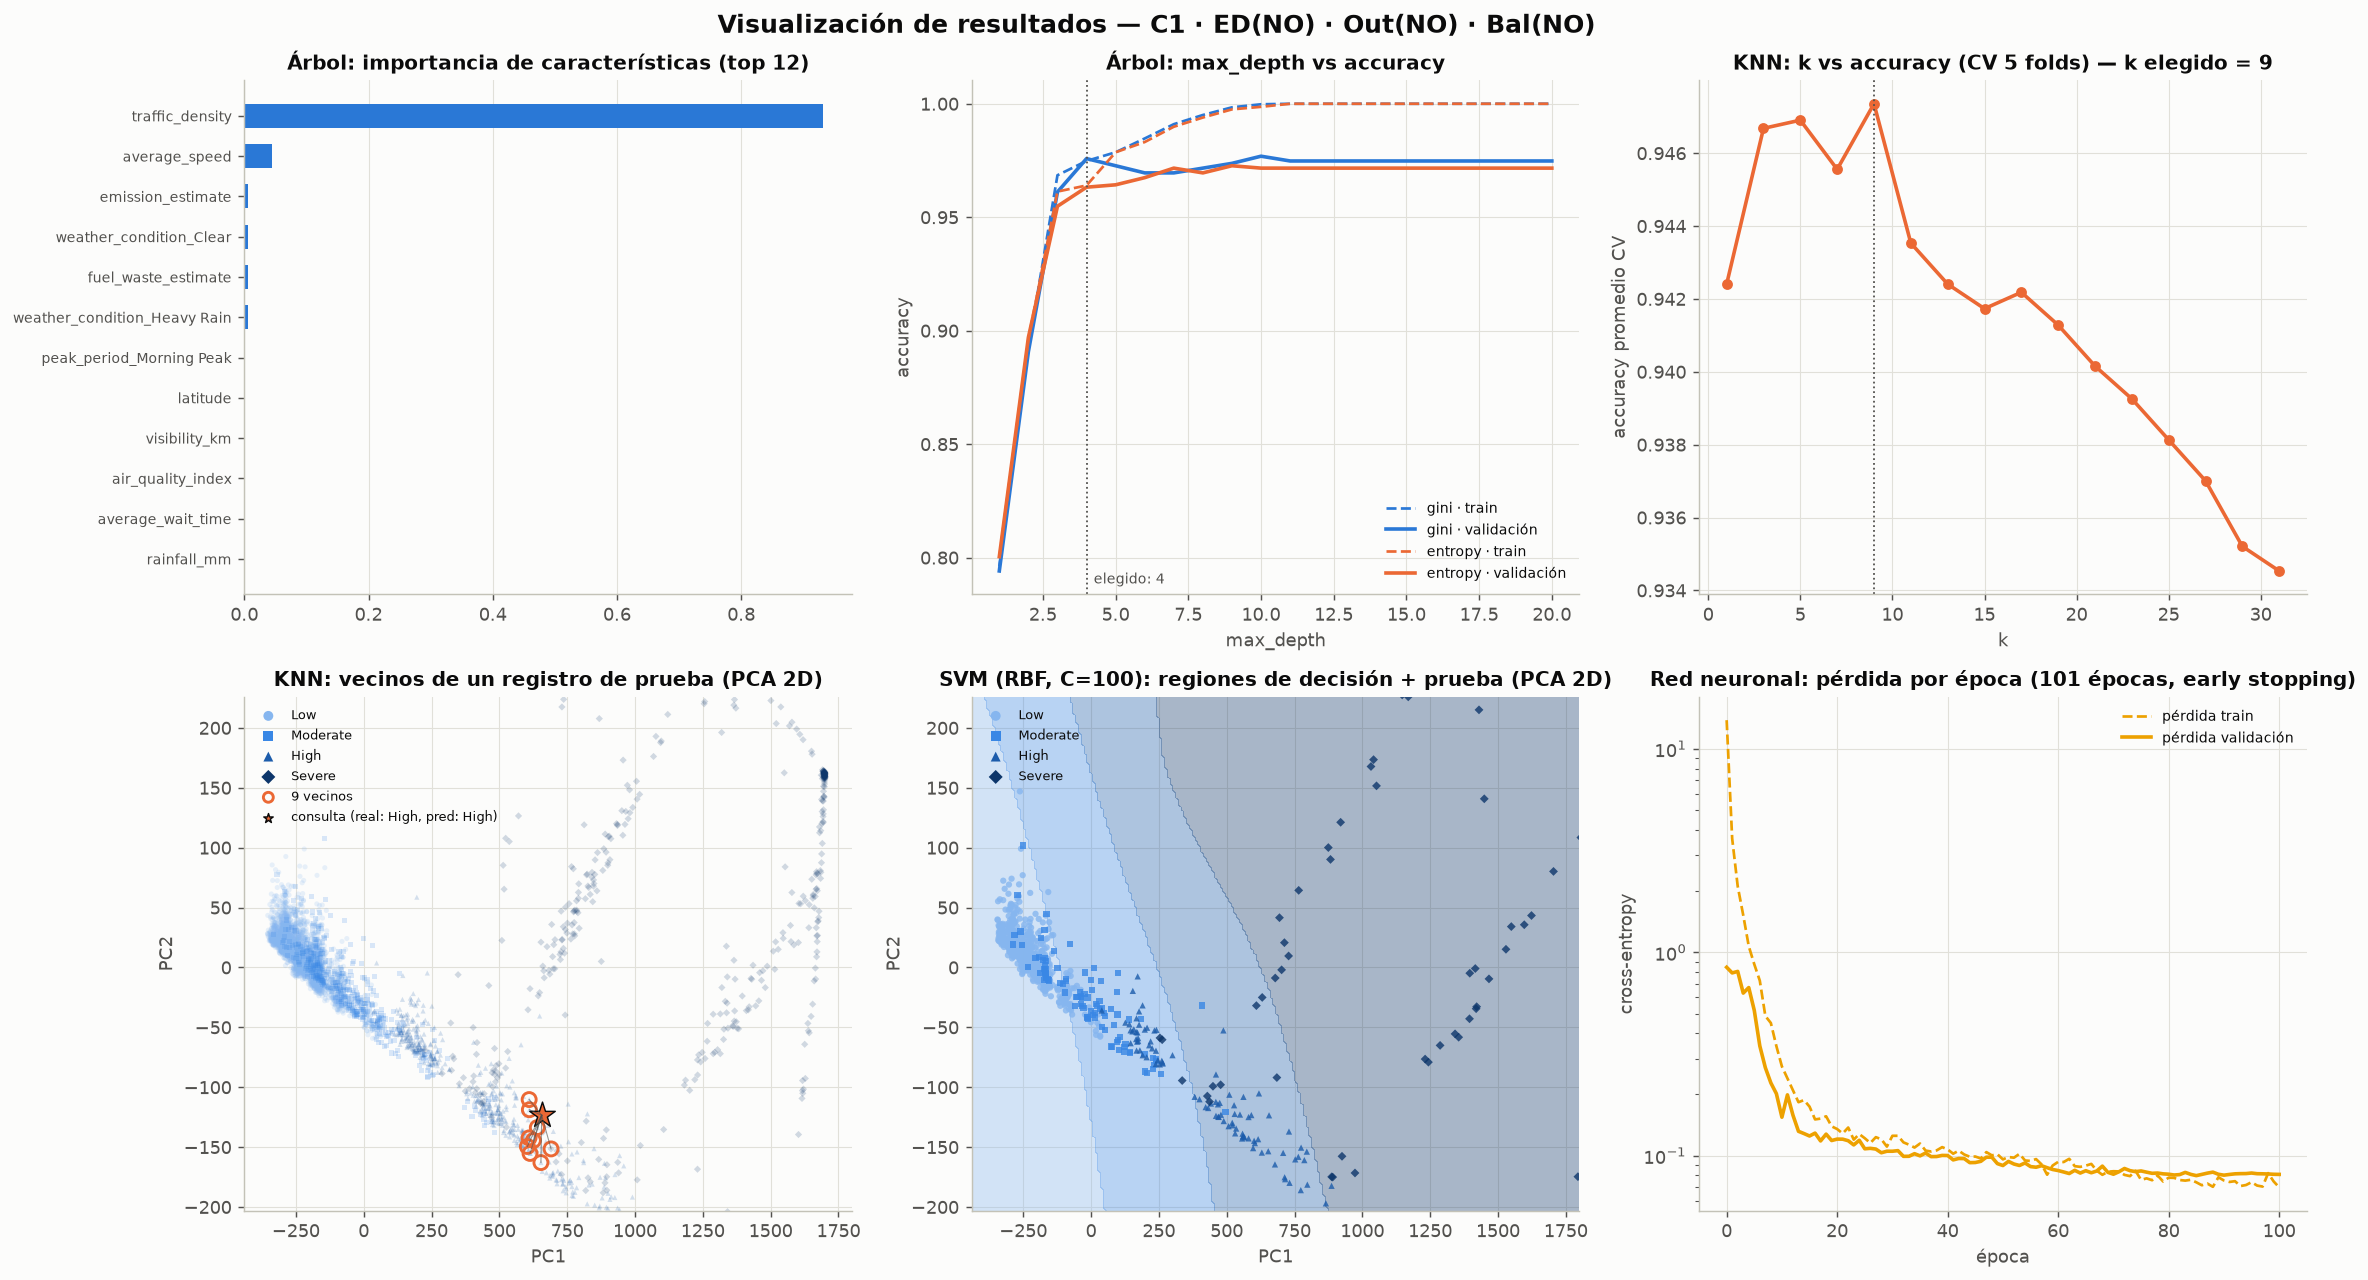 Visualización de resultados — C1 · ED(NO) · Out(NO) · Bal(NO)
Árbol: importancia de características (top 12)
traffic_density
average_speed
emission_estimate
weather_condition_Clear
fuel_waste_estimate
weather_condition_Heavy Rain
peak_period_Morning Peak
latitude
visibility_km
air_quality_index
average_wait_time
rainfall_mm
0.0 0.2 0.4 0.6 0.8
Árbol: max_depth vs accuracy
accuracy
1.00
0.95
0.90
0.85
0.80
gini · train
gini · validación
entropy · train
entropy · validación
elegido: 4
2.5 5.0 7.5 10.0 12.5 15.0 17.5 20.0
max_depth
KNN: k vs accuracy (CV 5 folds) — k elegido = 9
accuracy promedio CV
0.946
0.944
0.942
0.940
0.938
0.936
0.934
0 5 10 15 20 25 30
k
KNN: vecinos de un registro de prueba (PCA 2D)
PC2
200
150
100
50
0
−50
−100
−150
−200
Low
Moderate
High
Severe
9 vecinos
consulta (real: High, pred: High)
−250 0 250 500 750 1000 1250 1500 1750
PC1
SVM (RBF, C=100): regiones de decisión + prueba (PCA 2D)
PC2
200
150
100
50
0
−50
−100
−150
−200
Low
Moderate
High
Severe
−250 0 250 500 750 1000 1250 1500 1750
PC1
Red neuronal: pérdida por época (101 épocas, early stopping)
cross-entropy
10¹
10⁰
10⁻¹
pérdida train
pérdida validación
0 20 40 60 80 100
época